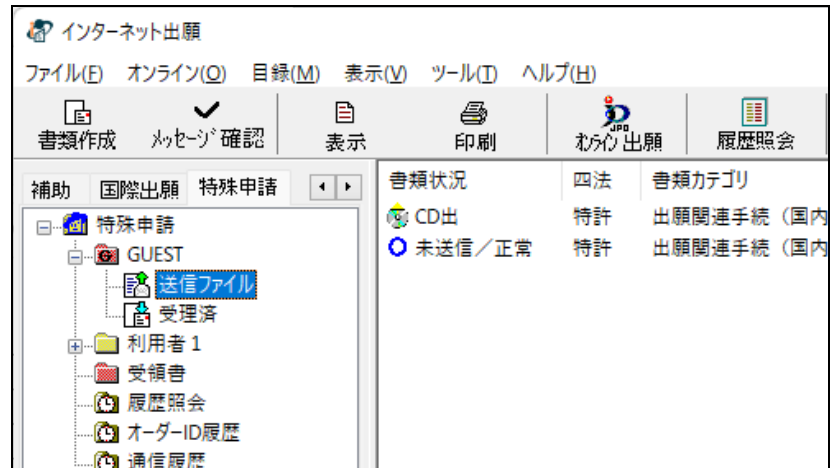 インターネット出願
ファイル(F) オンライン(O) 目録(M) 表示(V) ツール(T) ヘルプ(H)
書類作成 メッセージ確認 表示 印刷 オンライン出願 履歴照会
補助 国際出願 特殊申請
特殊申請
GUEST
送信ファイル
受理済
利用者1
受領書
履歴照会
オーダーID履歴
通信履歴
書類状況 四法 書類カテゴリ
CD出 特許 出願関連手続（国内
未送信／正常 特許 出願関連手続（国内